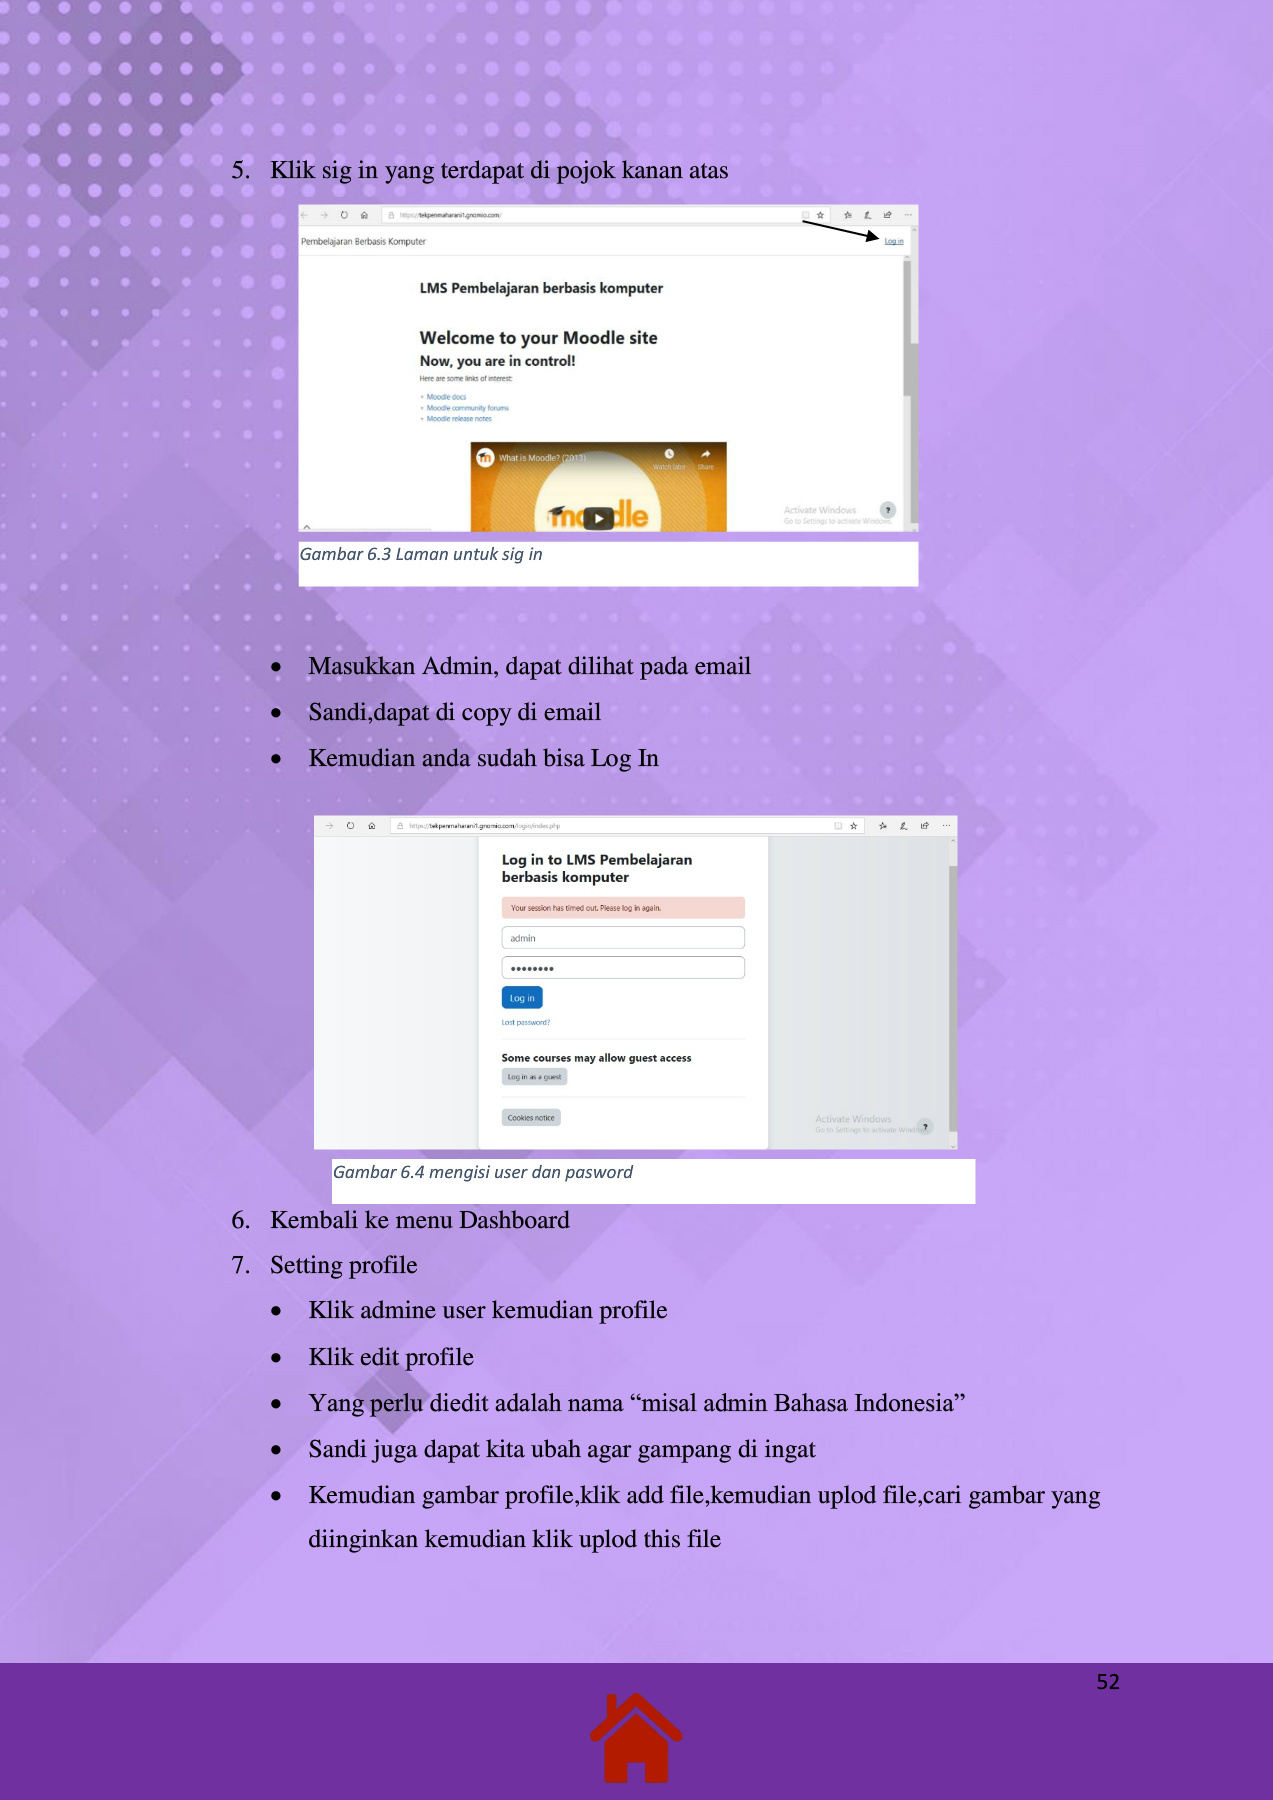 5. Klik sig in yang terdapat di pojok kanan atas
https://tekpenmaharani1.gnomio.com/
Pembelajaran Berbasis Komputer
Log in
LMS Pembelajaran berbasis komputer
Welcome to your Moodle site
Now, you are in control!
Here are some links of interest:
• Moodle docs
• Moodle community forums
• Moodle release notes
What is Moodle? (2013)
Watch later
Share
moodle
Activate Windows
Go to Settings to activate Windows.
?
Gambar 6.3 Laman untuk sig in
• Masukkan Admin, dapat dilihat pada email
• Sandi,dapat di copy di email
• Kemudian anda sudah bisa Log In
https://tekpenmaharani1.gnomio.com/login/index.php
Log in to LMS Pembelajaran
berbasis komputer
Your session has timed out. Please log in again.
admin
••••••••
Log in
Lost password?
Some courses may allow guest access
Log in as a guest
Cookies notice
Activate Windows
Go to Settings to activate Windows
?
Gambar 6.4 mengisi user dan pasword
6. Kembali ke menu Dashboard
7. Setting profile
• Klik admine user kemudian profile
• Klik edit profile
• Yang perlu diedit adalah nama “misal admin Bahasa Indonesia”
• Sandi juga dapat kita ubah agar gampang di ingat
• Kemudian gambar profile,klik add file,kemudian uplod file,cari gambar yang
diinginkan kemudian klik uplod this file
52